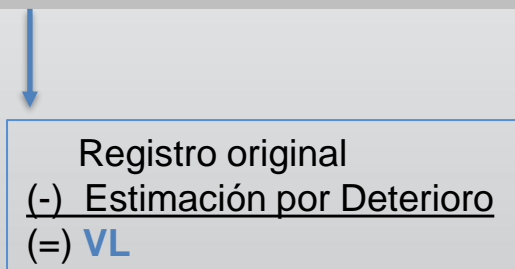 Registro original
(-) Estimación por Deterioro
(=) VL